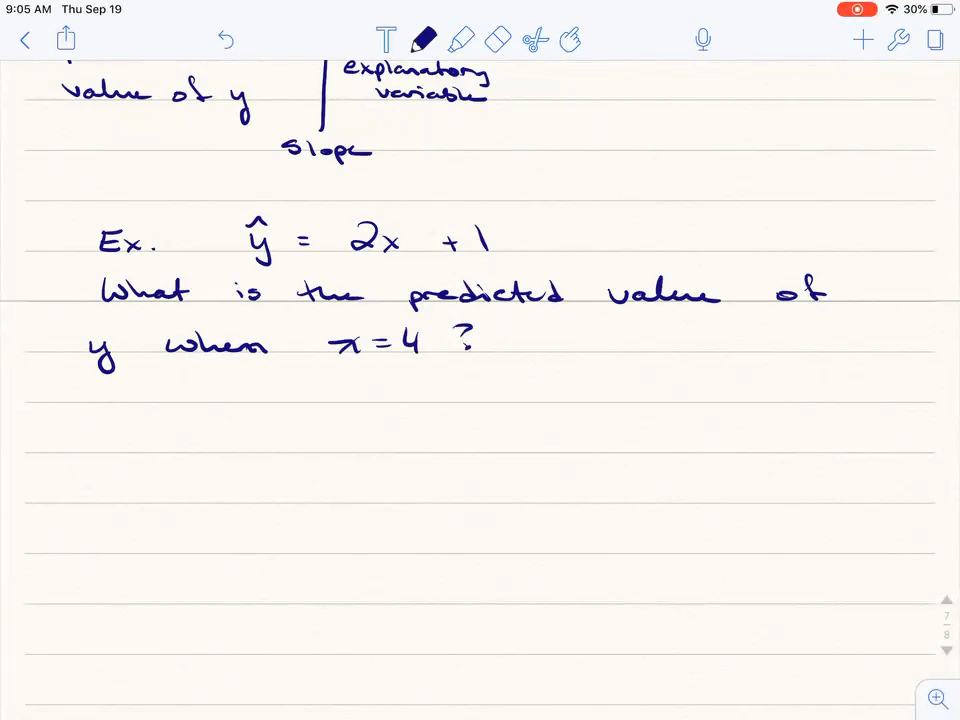 9:05 AM Thu Sep 19
30%
T
explanatory
value of y
variable
slope
Ex. ŷ = 2x + 1
What is the predicted value of
y when x = 4 ?
7
8